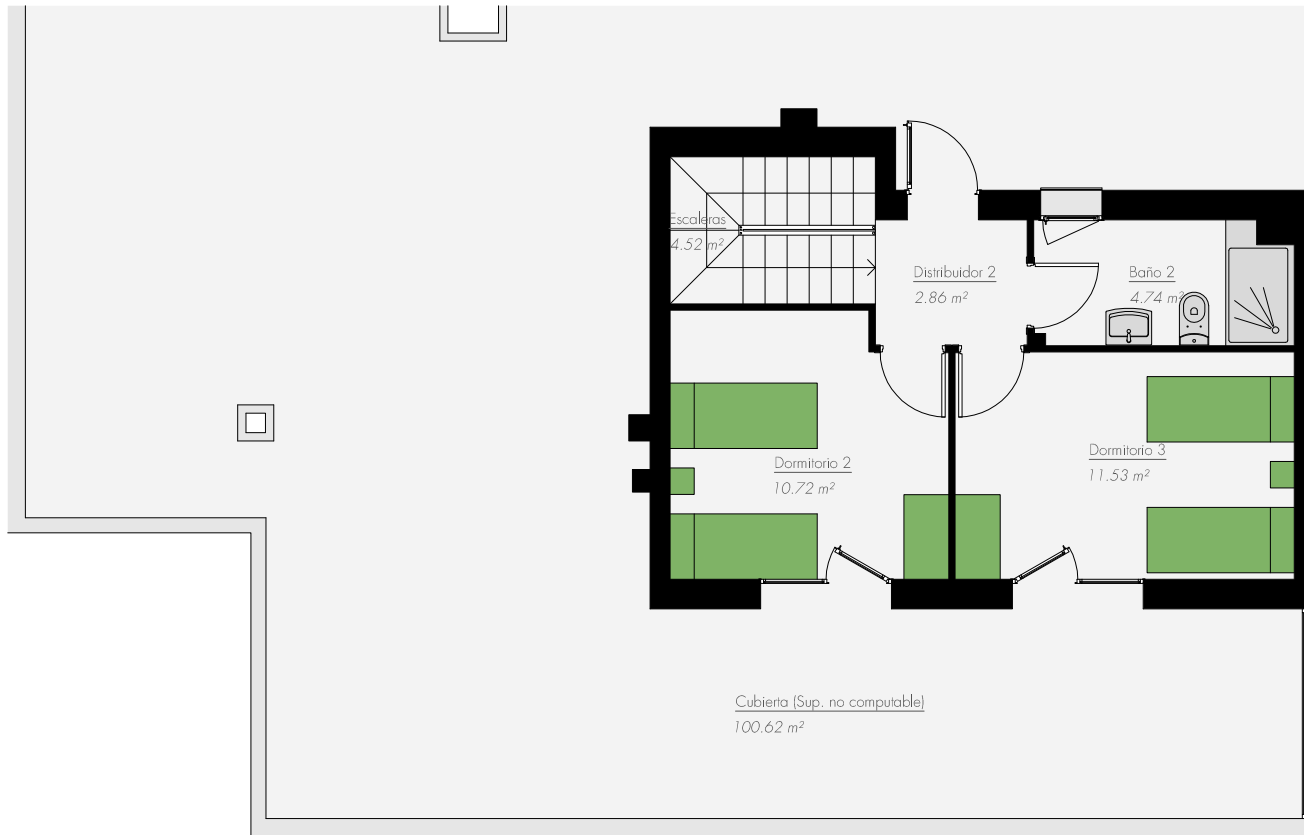 Escaleras
4.52 m²
Distribuidor 2
2.86 m²
Baño 2
4.74 m²
Dormitorio 2
10.72 m²
Dormitorio 3
11.53 m²
Cubierta (Sup. no computable)
100.62 m²